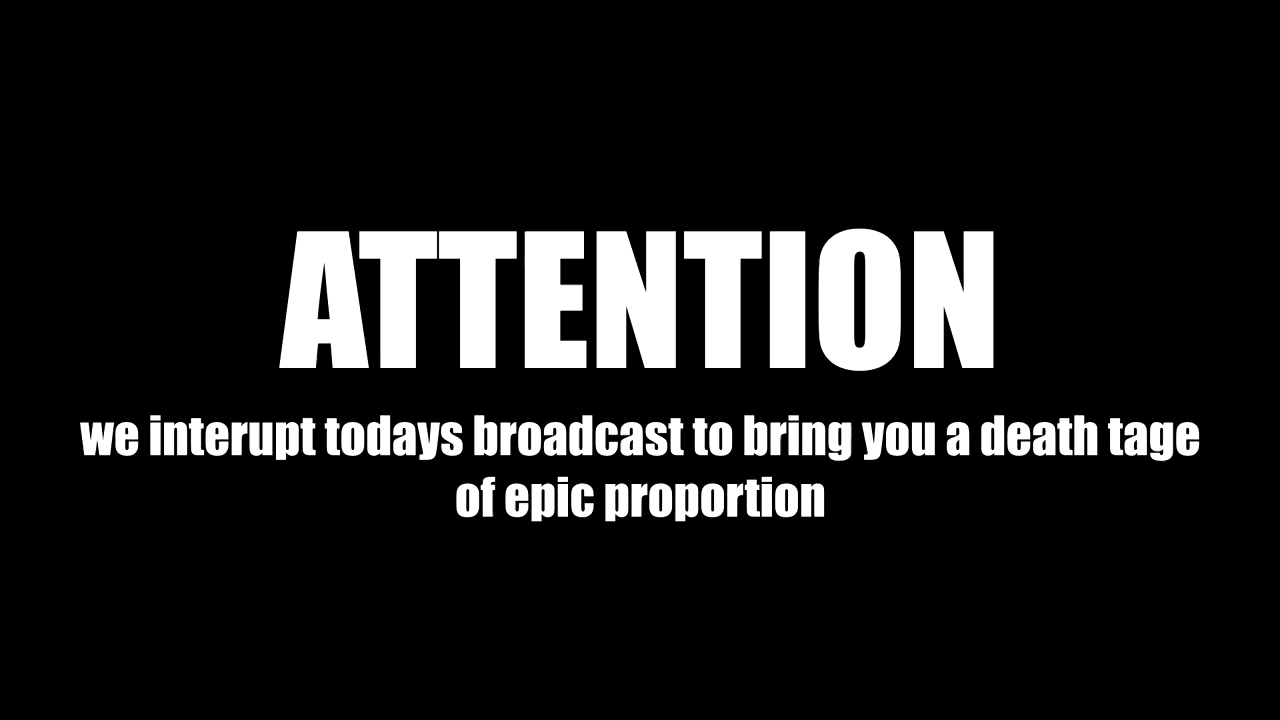 ATTENTION
we interupt todays broadcast to bring you a death tage
of epic proportion